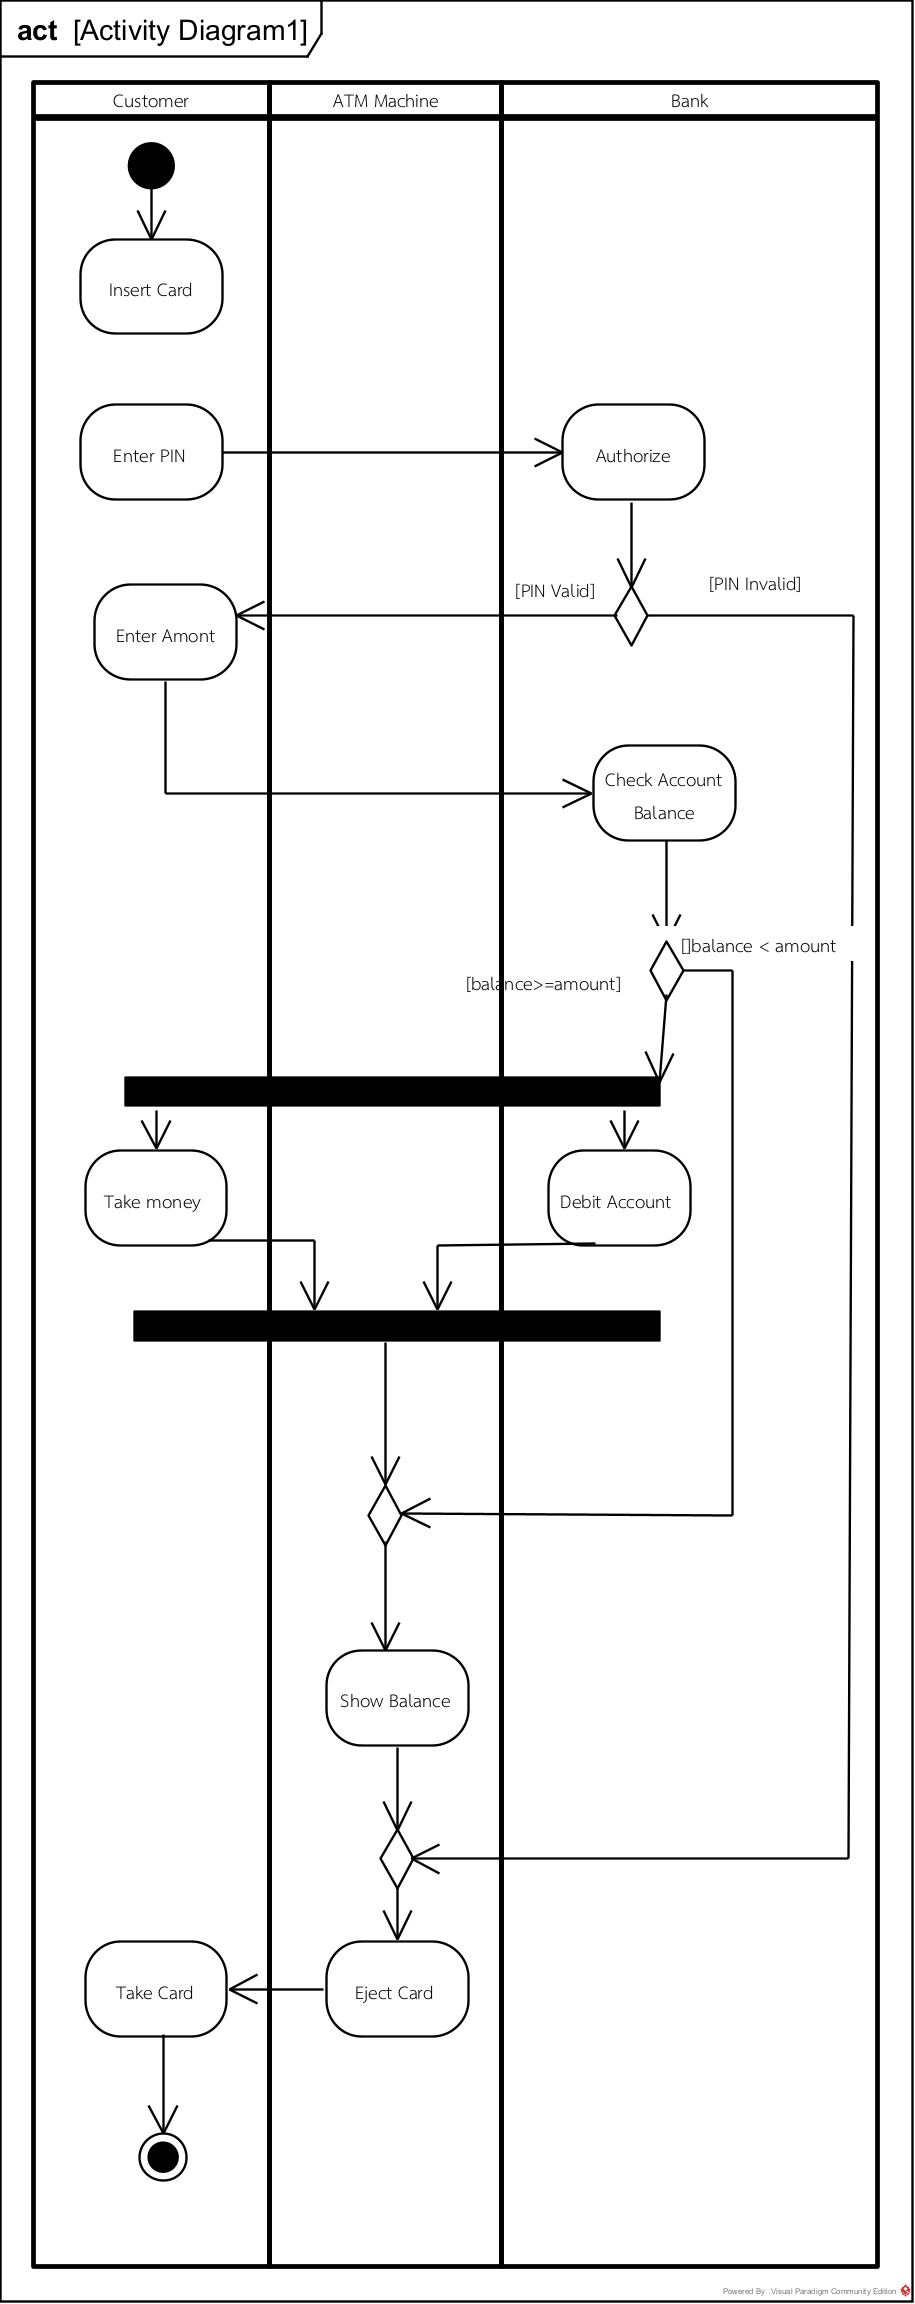 act [Activity Diagram1]
Customer
ATM Machine
Bank
Insert Card
Enter PIN
Authorize
[PIN Valid]
[PIN Invalid]
Enter Amont
Check Account
Balance
[]balance < amount
[balance>=amount]
Take money
Debit Account
Show Balance
Take Card
Eject Card
Powered By: Visual Paradigm Community Edition